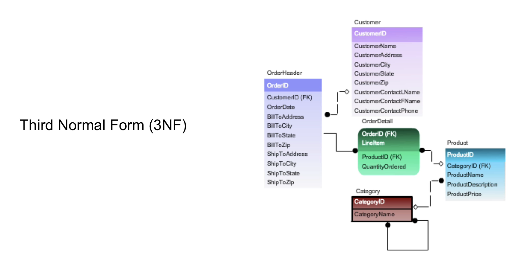 Third Normal Form (3NF)
Customer
CustomerID
CustomerName
CustomerAddress
CustomerCity
CustomerState
CustomerZip
CustomerContactLName
CustomerContactFName
CustomerContactPhone
OrderHeader
OrderID
CustomerID (FK)
OrderDate
BillToAddress
BillToCity
BillToState
BillToZip
ShipToAddress
ShipToCity
ShipToState
ShipToZip
OrderDetail
OrderID (FK)
LineItem
ProductID (FK)
QuantityOrdered
Product
ProductID
CategoryID (FK)
ProductName
ProductDescription
ProductPrice
Category
CategoryID
CategoryName